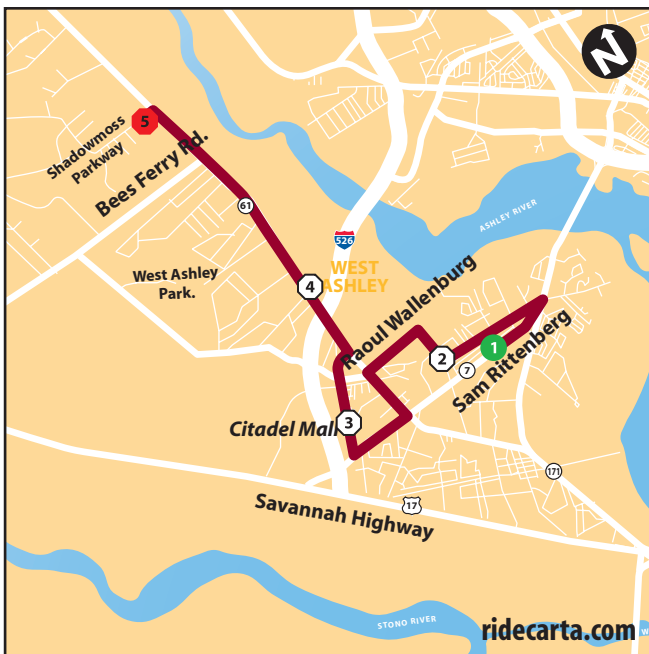 N
5
Shadowmoss
Parkway
Bees Ferry Rd.
61
ASHLEY RIVER
526
WEST
ASHLEY
West Ashley
Park.
4
Raoul Wallenburg
1
2
7
Sam Rittenberg
3
Citadel Mall
171
17
Savannah Highway
STONO RIVER
ridecarta.com
W